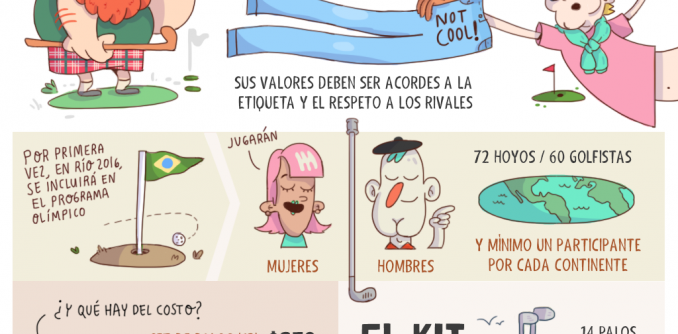 NOT
COOL!
SUS VALORES DEBEN SER ACORDES A LA
ETIQUETA Y EL RESPETO A LOS RIVALES
POR PRIMERA
VEZ, EN RÍO 2016,
SE INCLUIRÁ EN
EL PROGRAMA
OLÍMPICO
JUGARÁN
MUJERES
HOMBRES
72 HOYOS / 60 GOLFISTAS
Y MÍNIMO UN PARTICIPANTE
POR CADA CONTINENTE
¿Y QUÉ HAY DEL COSTO?
EL KIT
14 PALOS